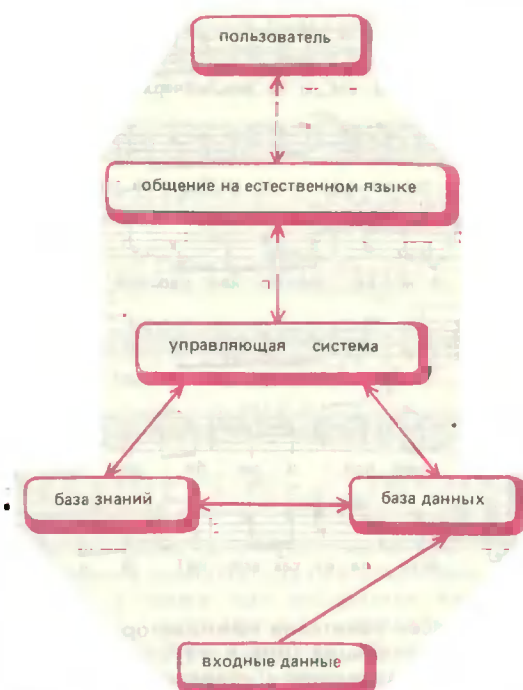 пользователь
общение на естественном языке
управляющая система
база знаний
база данных
входные данные